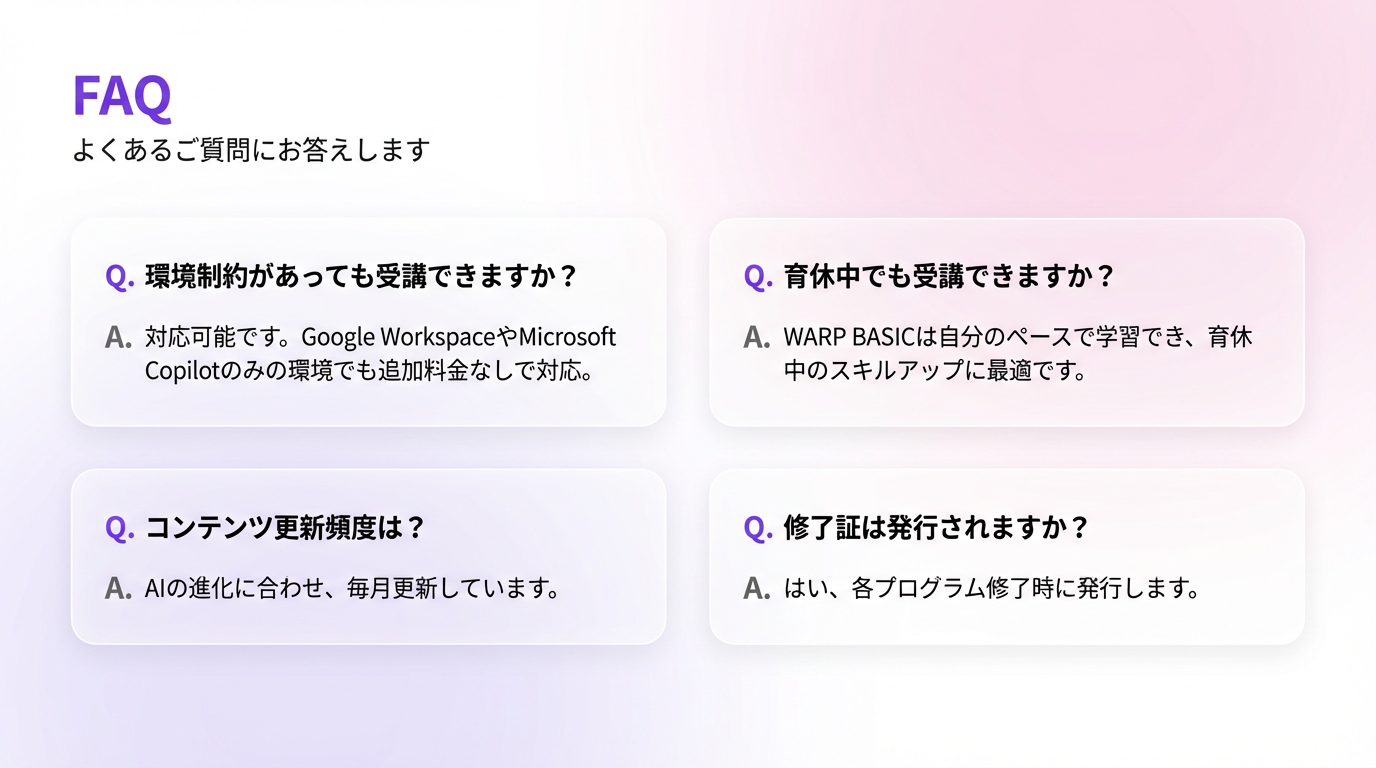 FAQ
よくあるご質問にお答えします
Q. 環境制約があっても受講できますか？
A. 対応可能です。Google WorkspaceやMicrosoft
Copilotのみの環境でも追加料金なしで対応。
Q. 育休中でも受講できますか？
A. WARP BASICは自分のペースで学習でき、育休
中のスキルアップに最適です。
Q. コンテンツ更新頻度は？
A. AIの進化に合わせ、毎月更新しています。
Q. 修了証は発行されますか？
A. はい、各プログラム修了時に発行します。